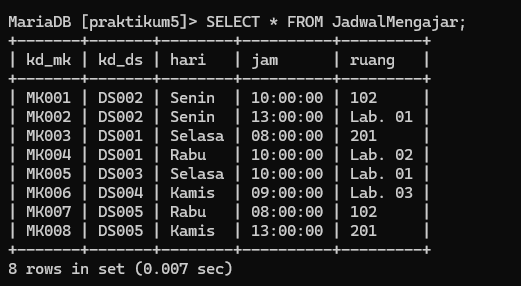 MariaDB [praktikum5]> SELECT * FROM JadwalMengajar;
+-------+-------+--------+----------+---------+
| kd_mk | kd_ds | hari   | jam      | ruang   |
+-------+-------+--------+----------+---------+
| MK001 | DS002 | Senin  | 10:00:00 | 102     |
| MK002 | DS002 | Senin  | 13:00:00 | Lab. 01 |
| MK003 | DS001 | Selasa | 08:00:00 | 201     |
| MK004 | DS001 | Rabu   | 10:00:00 | Lab. 02 |
| MK005 | DS003 | Selasa | 10:00:00 | Lab. 01 |
| MK006 | DS004 | Kamis  | 09:00:00 | Lab. 03 |
| MK007 | DS005 | Rabu   | 08:00:00 | 102     |
| MK008 | DS005 | Kamis  | 13:00:00 | 201     |
+-------+-------+--------+----------+---------+
8 rows in set (0.007 sec)